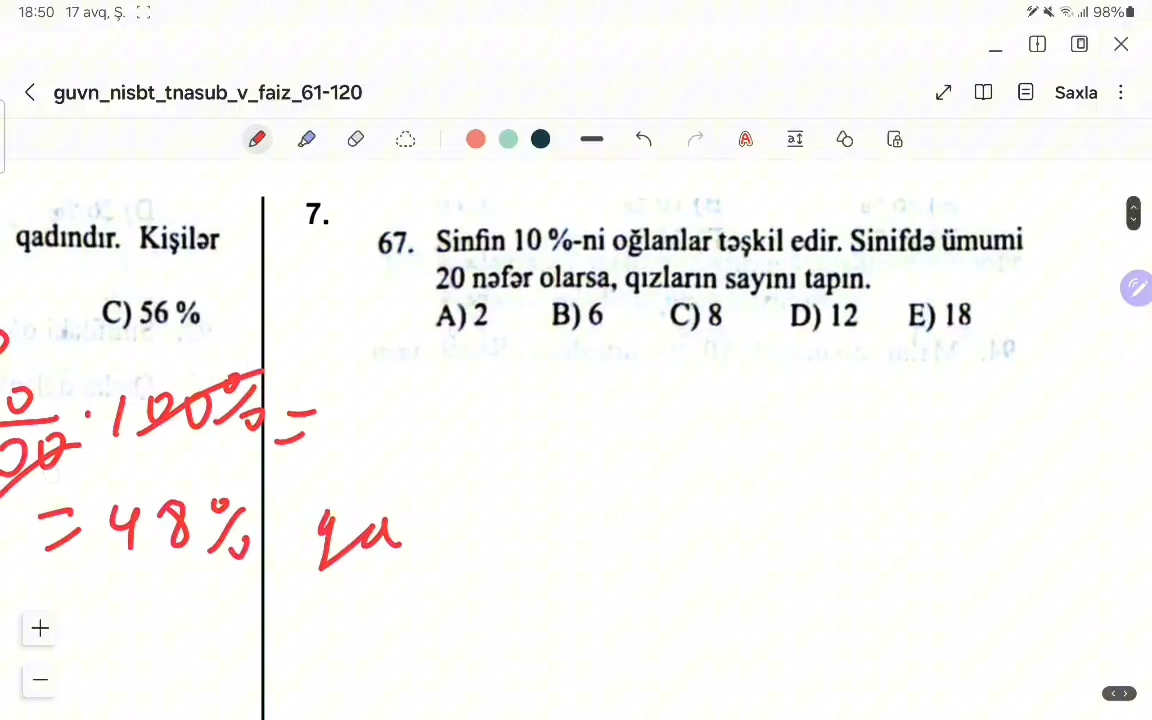 18:50 17 avq, Ş. 98%
guvn_nisbt_tnasub_v_faiz_61-120 Saxla
qadındır. Kişilər
C) 56 %
7.
67. Sinfin 10 %-ni oğlanlar təşkil edir. Sinifdə ümumi
20 nəfər olarsa, qızların sayını tapın.
A) 2 B) 6 C) 8 D) 12 E) 18
· 100% =
= 48%